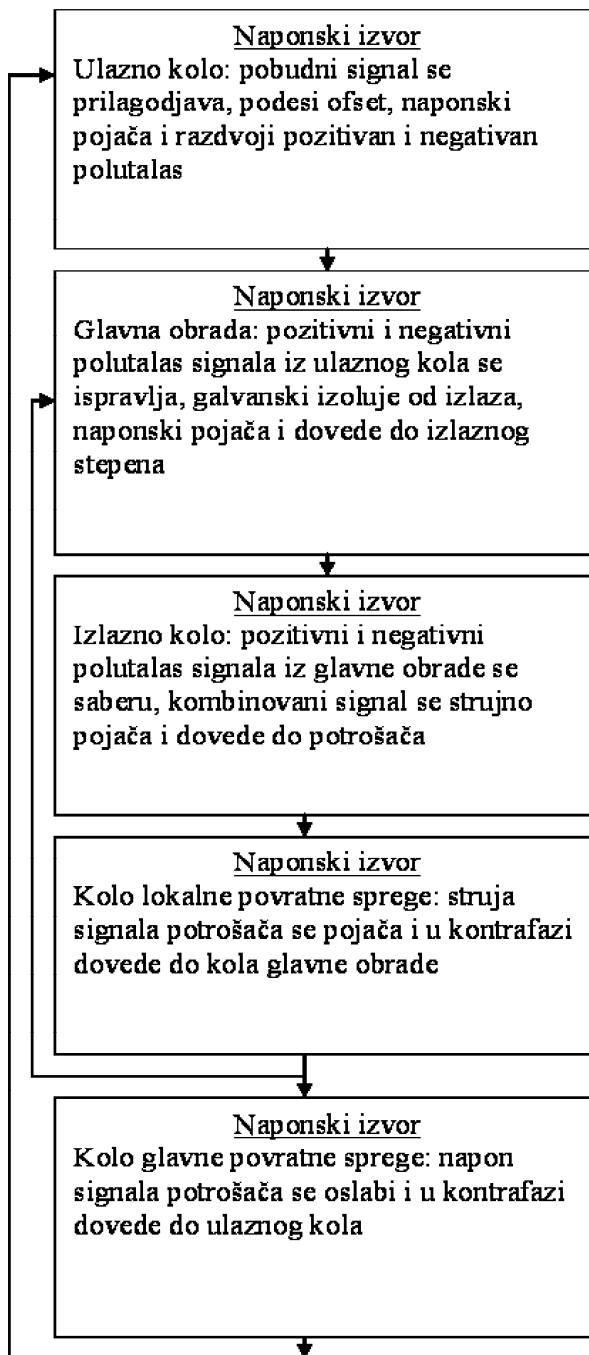 Naponski izvor
Ulazno kolo: pobudni signal se
prilagodjava, podesi ofset, naponski
pojača i razdvoji pozitivan i negativan
polutalas
Naponski izvor
Glavna obrada: pozitivni i negativni
polutalas signala iz ulaznog kola se
ispravlja, galvanski izoluje od izlaza,
naponski pojača i dovede do izlaznog
stepena
Naponski izvor
Izlazno kolo: pozitivni i negativni
polutalas signala iz glavne obrade se
saberu, kombinovani signal se strujno
pojača i dovede do potrošača
Naponski izvor
Kolo lokalne povratne sprege: struja
signala potrošača se pojača i u kontrafazi
dovede do kola glavne obrade
Naponski izvor
Kolo glavne povratne sprege: napon
signala potrošača se oslabi i u kontrafazi
dovede do ulaznog kola